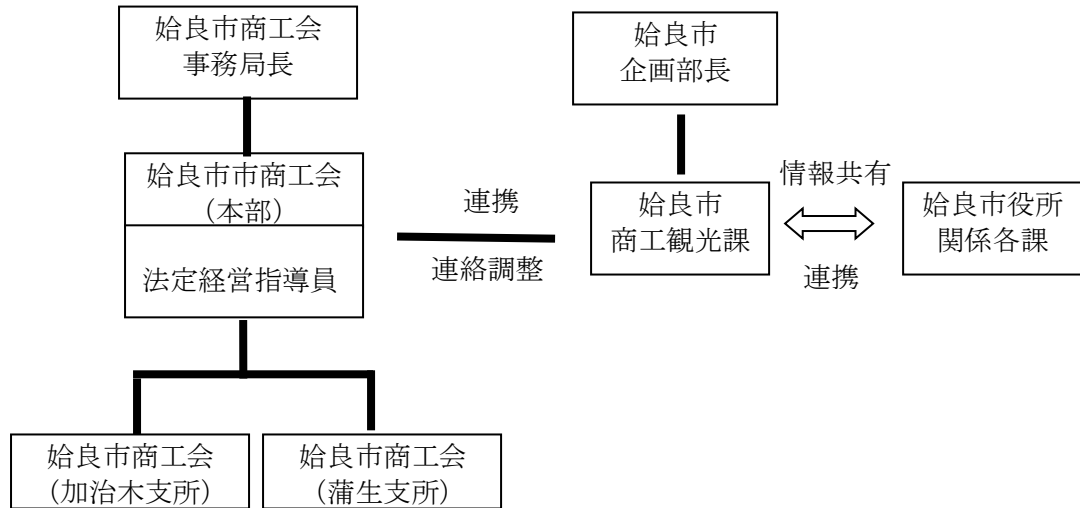 姶良市商工会
事務局長
姶良市
企画部長
姶良市市商工会
（本部）
法定経営指導員
連携
連絡調整
姶良市
商工観光課
情報共有
連携
姶良市役所
関係各課
姶良市商工会
（加治木支所）
姶良市商工会
（蒲生支所）